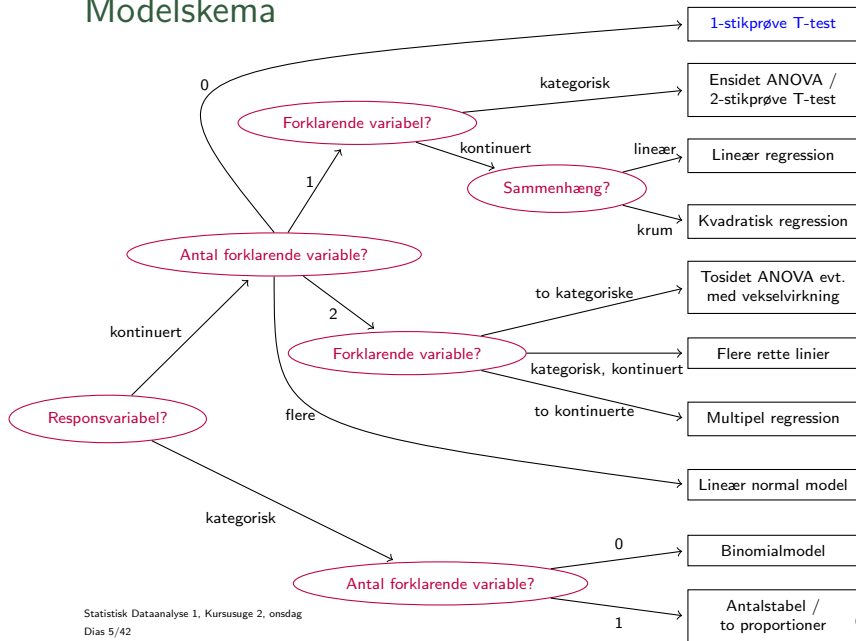 Modelskema
1-stikprøve T-test
0
kategorisk
Ensidet ANOVA /
2-stikprøve T-test
Forklarende variabel?
kontinuert
lineær
Lineær regression
1
Sammenhæng?
Kvadratisk regression
krum
Antal forklarende variable?
Tosidet ANOVA evt.
med vekselvirkning
to kategoriske
2
kontinuert
Forklarende variable?
Flere rette linier
kategorisk, kontinuert
to kontinuerte
Multipel regression
Responsvariabel?
flere
Lineær normal model
kategorisk
0
Binomialmodel
Antal forklarende variable?
1
Antalstabel /
to proportioner
Statistisk Dataanalyse 1, Kursusuge 2, onsdag
Dias 5/42